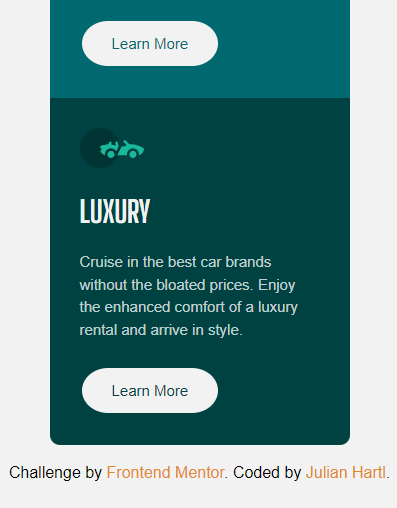 Learn More
LUXURY
Cruise in the best car brands
without the bloated prices. Enjoy
the enhanced comfort of a luxury
rental and arrive in style.
Learn More
Challenge by Frontend Mentor. Coded by Julian Hartl.